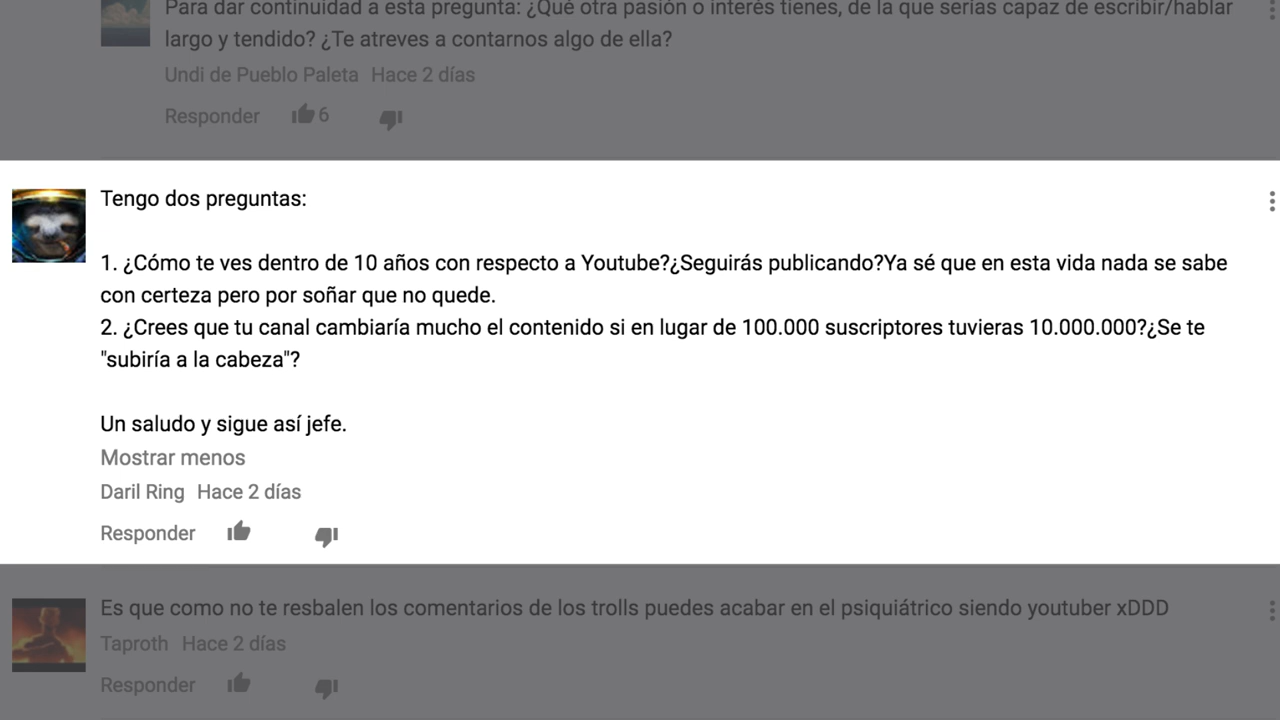 Para dar continuidad a esta pregunta: ¿Qué otra pasión o interés tienes, de la que serías capaz de escribir/hablar
largo y tendido? ¿Te atreves a contarnos algo de ella?
Undi de Pueblo Paleta Hace 2 días
Responder 6
Tengo dos preguntas:
1. ¿Cómo te ves dentro de 10 años con respecto a Youtube?¿Seguirás publicando?Ya sé que en esta vida nada se sabe
con certeza pero por soñar que no quede.
2. ¿Crees que tu canal cambiaría mucho el contenido si en lugar de 100.000 suscriptores tuvieras 10.000.000?¿Se te
"subiría a la cabeza"?
Un saludo y sigue así jefe.
Mostrar menos
Daril Ring Hace 2 días
Responder
Es que como no te resbalen los comentarios de los trolls puedes acabar en el psiquiátrico siendo youtuber xDDD
Taproth Hace 2 días
Responder